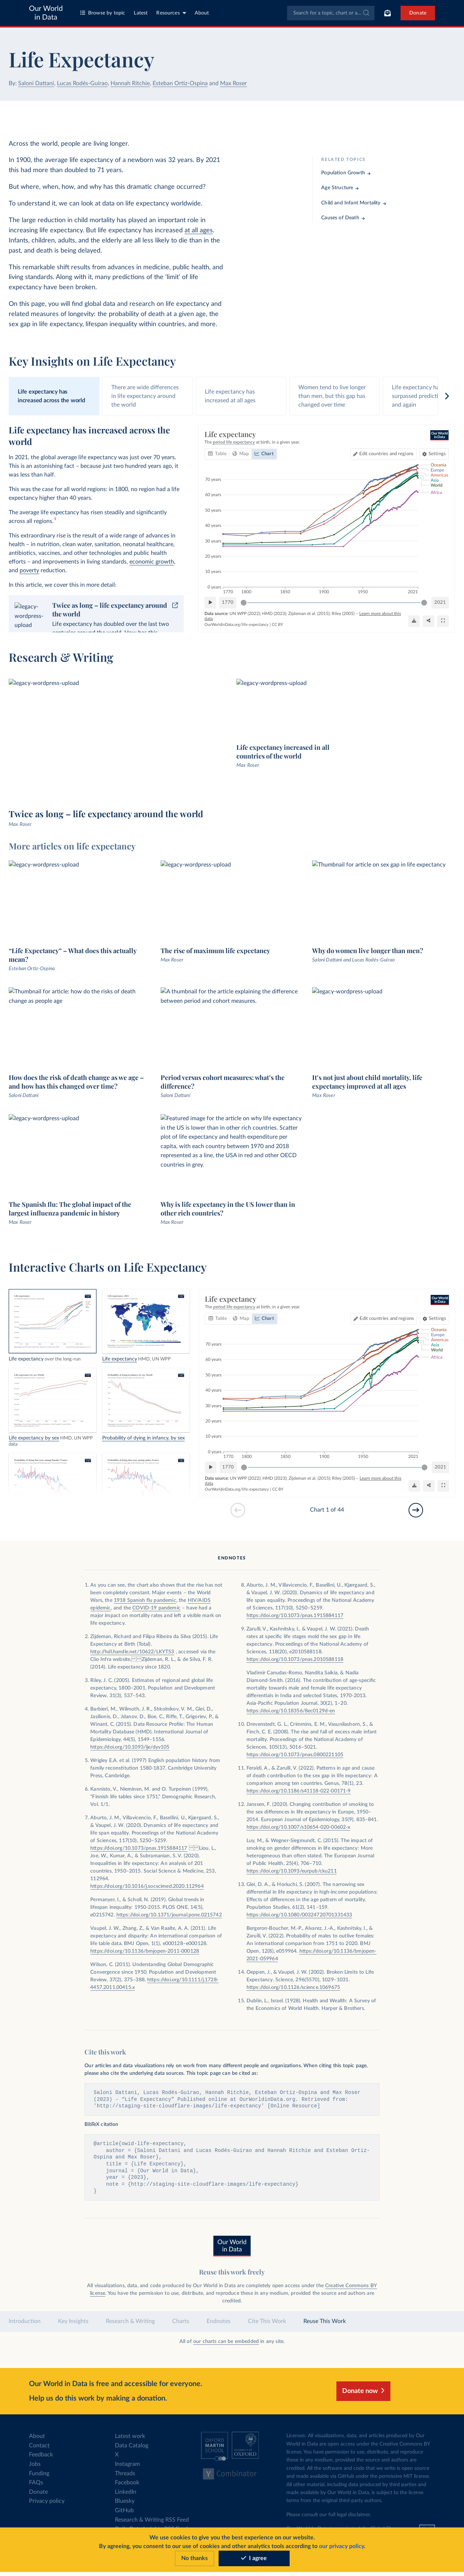 Our World
in Data
Browse by topic
Latest
Resources
About
Search for a topic, chart or a...
Donate
Life Expectancy
By: Saloni Dattani, Lucas Rodés-Guirao, Hannah Ritchie, Esteban Ortiz-Ospina and Max Roser
Across the world, people are living longer.
In 1900, the average life expectancy of a newborn was 32 years. By 2021
this had more than doubled to 71 years.
But where, when, how, and why has this dramatic change occurred?
To understand it, we can look at data on life expectancy worldwide.
The large reduction in child mortality has played an important role in
increasing life expectancy. But life expectancy has increased at all ages.
Infants, children, adults, and the elderly are all less likely to die than in the
past, and death is being delayed.
This remarkable shift results from advances in medicine, public health, and
living standards. Along with it, many predictions of the 'limit' of life
expectancy have been broken.
On this page, you will find global data and research on life expectancy and
related measures of longevity: the probability of death at a given age, the
sex gap in life expectancy, lifespan inequality within countries, and more.
RELATED TOPICS
Population Growth
Age Structure
Child and Infant Mortality
Causes of Death
Key Insights on Life Expectancy
Life expectancy has
increased across the world
There are wide differences
in life expectancy around
the world
Life expectancy has
increased at all ages
Women tend to live longer
than men, but this gap has
changed over time
Life expectancy ha
surpassed predicti
and again
Life expectancy has increased across the
world
In 2021, the global average life expectancy was just over 70 years.
This is an astonishing fact – because just two hundred years ago, it
was less than half.
This was the case for all world regions: in 1800, no region had a life
expectancy higher than 40 years.
The average life expectancy has risen steadily and significantly
across all regions.1
This extraordinary rise is the result of a wide range of advances in
health – in nutrition, clean water, sanitation, neonatal healthcare,
antibiotics, vaccines, and other technologies and public health
efforts – and improvements in living standards, economic growth,
and poverty reduction.
In this article, we cover this in more detail:
legacy-
wordpress-
upload
Twice as long – life expectancy around
the world
Life expectancy has doubled over the last two
Life expectancy
The period life expectancy at birth, in a given year.
Our World
in Data
Table
Map
Chart
Edit countries and regions
Settings
70 years
60 years
50 years
40 years
30 years
20 years
10 years
0 years
1770
1800
1850
1900
1950
2021
Oceania
Europe
Americas
Asia
World
Africa
1770
2021
Data source: UN WPP (2022); HMD (2023); Zijdeman et al. (2015); Riley (2005) – Learn more about this
data
OurWorldInData.org/life-expectancy | CC BY
Research & Writing
legacy-wordpress-upload
Twice as long – life expectancy around the world
Max Roser
legacy-wordpress-upload
Life expectancy increased in all
countries of the world
Max Roser
More articles on life expectancy
legacy-wordpress-upload
"Life Expectancy" – What does this actually
mean?
Esteban Ortiz-Ospina
legacy-wordpress-upload
The rise of maximum life expectancy
Max Roser
Thumbnail for article on sex gap in life expectancy
Why do women live longer than men?
Saloni Dattani and Lucas Rodés-Guirao
Thumbnail for article: how do the risks of death
change as people age
How does the risk of death change as we age –
and how has this changed over time?
Saloni Dattani
A thumbnail for the article explaining the difference
between period and cohort measures.
Period versus cohort measures: what's the
difference?
Saloni Dattani
legacy-wordpress-upload
It's not just about child mortality, life
expectancy improved at all ages
Max Roser
legacy-wordpress-upload
The Spanish flu: The global impact of the
largest influenza pandemic in history
Max Roser
Featured image for the article on why life expectancy
in the US is lower than in other rich countries. Scatter
plot of life expectancy and health expenditure per
capita, with each country between 1970 and 2018
represented as a line, the USA in red and other OECD
countries in grey.
Why is life expectancy in the US lower than in
other rich countries?
Max Roser
Interactive Charts on Life Expectancy
Life expectancy over the long-run
Life expectancy HMD, UN WPP
Life expectancy by sex HMD, UN WPP
data
Probability of dying in infancy, by sex
Life expectancy
The period life expectancy at birth, in a given year.
Our World
in Data
Table
Map
Chart
Edit countries and regions
Settings
70 years
60 years
50 years
40 years
30 years
20 years
10 years
0 years
1770
1800
1850
1900
1950
2021
Oceania
Europe
Americas
Asia
World
Africa
1770
2021
Data source: UN WPP (2022); HMD (2023); Zijdeman et al. (2015); Riley (2005) – Learn more about this
data
OurWorldInData.org/life-expectancy | CC BY
Chart 1 of 44
ENDNOTES
1. As you can see, the chart also shows that the rise has not
been completely constant. Major events – the World
Wars, the 1918 Spanish flu pandemic, the HIV/AIDS
epidemic, and the COVID-19 pandemic – have had a
major impact on mortality rates and left a visible mark on
life expectancy.
2. Zijdeman, Richard and Filipa Ribeira da Silva (2015). Life
Expectancy at Birth (Total).
http://hdl.handle.net/10622/LKYT53 , accessed via the
Clio Infra website. Zijdeman, R. L., & de Silva, F. R.
(2014). Life expectancy since 1820.
3. Riley, J. C. (2005). Estimates of regional and global life
expectancy, 1800–2001. Population and Development
Review, 31(3), 537–543.
4. Barbieri, M., Wilmoth, J. R., Shkolnikov, V. M., Glei, D.,
Jasilionis, D., Jdanov, D., Boe, C., Riffe, T., Grigoriev, P., &
Winant, C. (2015). Data Resource Profile: The Human
Mortality Database (HMD). International Journal of
Epidemiology, 44(5), 1549–1556.
https://doi.org/10.1093/ije/dyv105
5. Wrigley E.A. et al. (1997) English population history from
family reconstitution 1580-1837. Cambridge University
Press, Cambridge.
6. Kannisto, V., Nieminen, M. and O. Turpeinen (1999).
"Finnish life tables since 1751." Demographic Research,
Vol. 1/1.
7. Aburto, J. M., Villavicencio, F., Basellini, U., Kjærgaard, S.,
& Vaupel, J. W. (2020). Dynamics of life expectancy and
life span equality. Proceedings of the National Academy
of Sciences, 117(10), 5250–5259.
https://doi.org/10.1073/pnas.1915884117 Liou, L.,
Joe, W., Kumar, A., & Subramanian, S. V. (2020).
Inequalities in life expectancy: An analysis of 201
countries, 1950–2015. Social Science & Medicine, 253,
112964.
https://doi.org/10.1016/j.socscimed.2020.112964
Permanyer, I., & Scholl, N. (2019). Global trends in
lifespan inequality: 1950-2015. PLOS ONE, 14(5),
e0215742. https://doi.org/10.1371/journal.pone.0215742
Vaupel, J. W., Zhang, Z., & Van Raalte, A. A. (2011). Life
expectancy and disparity: An international comparison of
life table data. BMJ Open, 1(1), e000128–e000128.
https://doi.org/10.1136/bmjopen-2011-000128
Wilson, C. (2011). Understanding Global Demographic
Convergence since 1950. Population and Development
Review, 37(2), 375–388. https://doi.org/10.1111/j.1728-
4457.2011.00415.x
8. Aburto, J. M., Villavicencio, F., Basellini, U., Kjærgaard, S.,
& Vaupel, J. W. (2020). Dynamics of life expectancy and
life span equality. Proceedings of the National Academy
of Sciences, 117(10), 5250–5259.
https://doi.org/10.1073/pnas.1915884117
9. Zarulli, V., Kashnitsky, I., & Vaupel, J. W. (2021). Death
rates at specific life stages mold the sex gap in life
expectancy. Proceedings of the National Academy of
Sciences, 118(20), e2010588118.
https://doi.org/10.1073/pnas.2010588118
Vladimir Canudas-Romo, Nandita Saikia, & Nadia
Diamond-Smith. (2016). The contribution of age-specific
mortality towards male and female life expectancy
differentials in India and selected States, 1970-2013.
Asia-Pacific Population Journal, 30(2), 1–20.
https://doi.org/10.18356/8ec0129d-en
10. Drevenstedt, G. L., Crimmins, E. M., Vasunilashorn, S., &
Finch, C. E. (2008). The rise and fall of excess male infant
mortality. Proceedings of the National Academy of
Sciences, 105(13), 5016–5021.
https://doi.org/10.1073/pnas.0800221105
11. Feraldi, A., & Zarulli, V. (2022). Patterns in age and cause
of death contribution to the sex gap in life expectancy: A
comparison among ten countries. Genus, 78(1), 23.
https://doi.org/10.1186/s41118-022-00171-9
12. Janssen, F. (2020). Changing contribution of smoking to
the sex differences in life expectancy in Europe, 1950–
2014. European Journal of Epidemiology, 35(9), 835–841.
https://doi.org/10.1007/s10654-020-00602-x
Luy, M., & Wegner-Siegmundt, C. (2015). The impact of
smoking on gender differences in life expectancy: More
heterogeneous than often stated. The European Journal
of Public Health, 25(4), 706–710.
https://doi.org/10.1093/eurpub/cku211
13. Glei, D. A., & Horiuchi, S. (2007). The narrowing sex
differential in life expectancy in high-income populations:
Effects of differences in the age pattern of mortality.
Population Studies, 61(2), 141–159.
https://doi.org/10.1080/00324720701331433
Bergeron-Boucher, M.-P., Alvarez, J.-A., Kashnitsky, I., &
Zarulli, V. (2022). Probability of males to outlive females:
an international comparison from 1751 to 2020. BMJ
Open, 12(8), e059964. https://doi.org/10.1136/bmjopen-
2021-059964
14. Oeppen, J., & Vaupel, J. W. (2002). Broken Limits to Life
Expectancy. Science, 296(5570), 1029–1031.
https://doi.org/10.1126/science.1069675
15. Dublin, L., Israel. (1928). Health and Wealth: A Survey of
the Economics of World Health. Harper & Brothers.
Cite this work
Our articles and data visualizations rely on work from many different people and organizations. When citing this topic page,
please also cite the underlying data sources. This topic page can be cited as:
Saloni Dattani, Lucas Rodés-Guirao, Hannah Ritchie, Esteban Ortiz-Ospina and Max Roser
(2023) - "Life Expectancy" Published online at OurWorldinData.org. Retrieved from:
'http://staging-site-cloudflare-images/life-expectancy' [Online Resource]
BibTeX citation
@article{owid-life-expectancy,
author = {Saloni Dattani and Lucas Rodés-Guirao and Hannah Ritchie and Esteban Ortiz-
Ospina and Max Roser},
title = {Life Expectancy},
journal = {Our World in Data},
year = {2023},
note = {http://staging-site-cloudflare-images/life-expectancy}
}
Our World
in Data
Reuse this work freely
All visualizations, data, and code produced by Our World in Data are completely open access under the Creative Commons BY
license. You have permission to use, distribute, and reproduce these in any medium, provided the source and authors are
credited.
Introduction
Key Insights
Research & Writing
Charts
Endnotes
Cite This Work
Reuse This Work
All of our charts can be embedded in any site.
Our World in Data is free and accessible for everyone.
Help us do this work by making a donation.
Donate now
About
Contact
Feedback
Jobs
Funding
FAQs
Donate
Privacy policy
Latest work
Data Catalog
X
Instagram
Threads
Facebook
LinkedIn
Bluesky
GitHub
Research & Writing RSS Feed
OXFORD
MARTIN
SCHOOL
UNIVERSITY OF
OXFORD
Y Combinator
Licenses: All visualizations, data, and articles produced by Our
World in Data are open access under the Creative Commons BY
license. You have permission to use, distribute, and reproduce
these in any medium, provided the source and authors are
credited. All the software and code that we write is open source
and made available via GitHub under the permissive MIT license.
All other material, including data produced by third parties and
made available by Our World in Data, is subject to the license
terms from the original third-party authors.
Please consult our full legal disclaimer.
We use cookies to give you the best experience on our website.
By agreeing, you consent to our use of cookies and other analytics tools according to our privacy policy.
No thanks
I agree